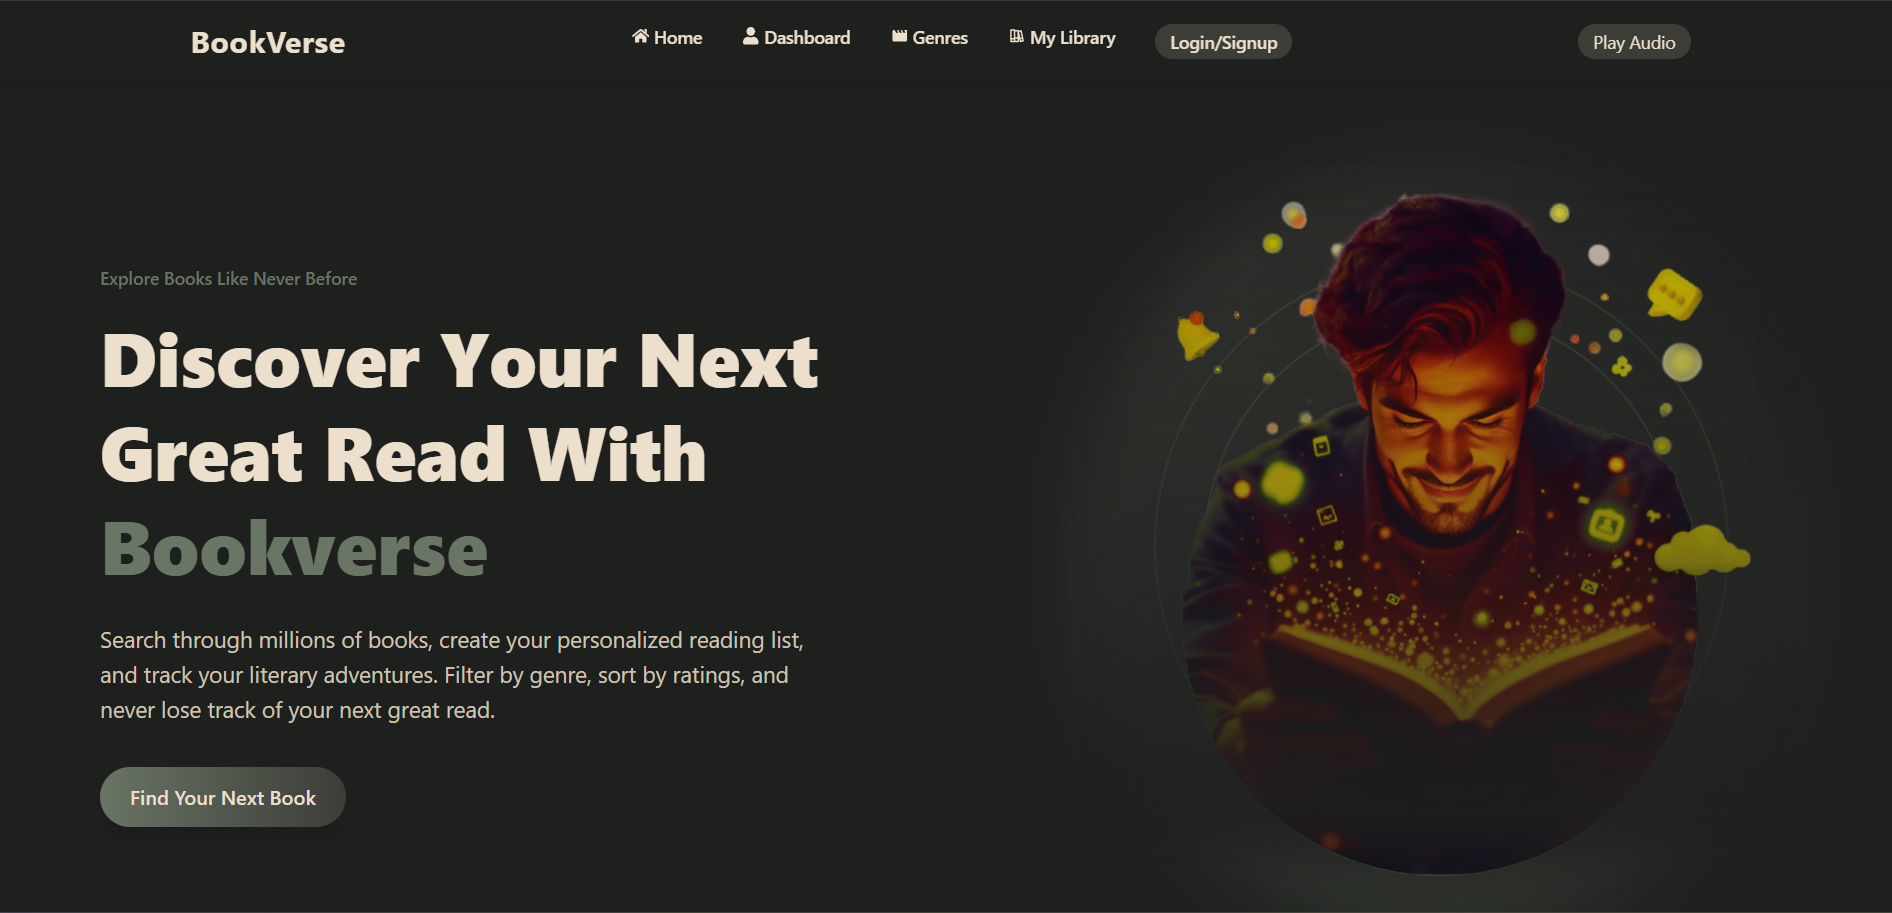 BookVerse
Home
Dashboard
Genres
My Library
Login/Signup
Play Audio
Explore Books Like Never Before
Discover Your Next
Great Read With
Bookverse
Search through millions of books, create your personalized reading list,
and track your literary adventures. Filter by genre, sort by ratings, and
never lose track of your next great read.
Find Your Next Book